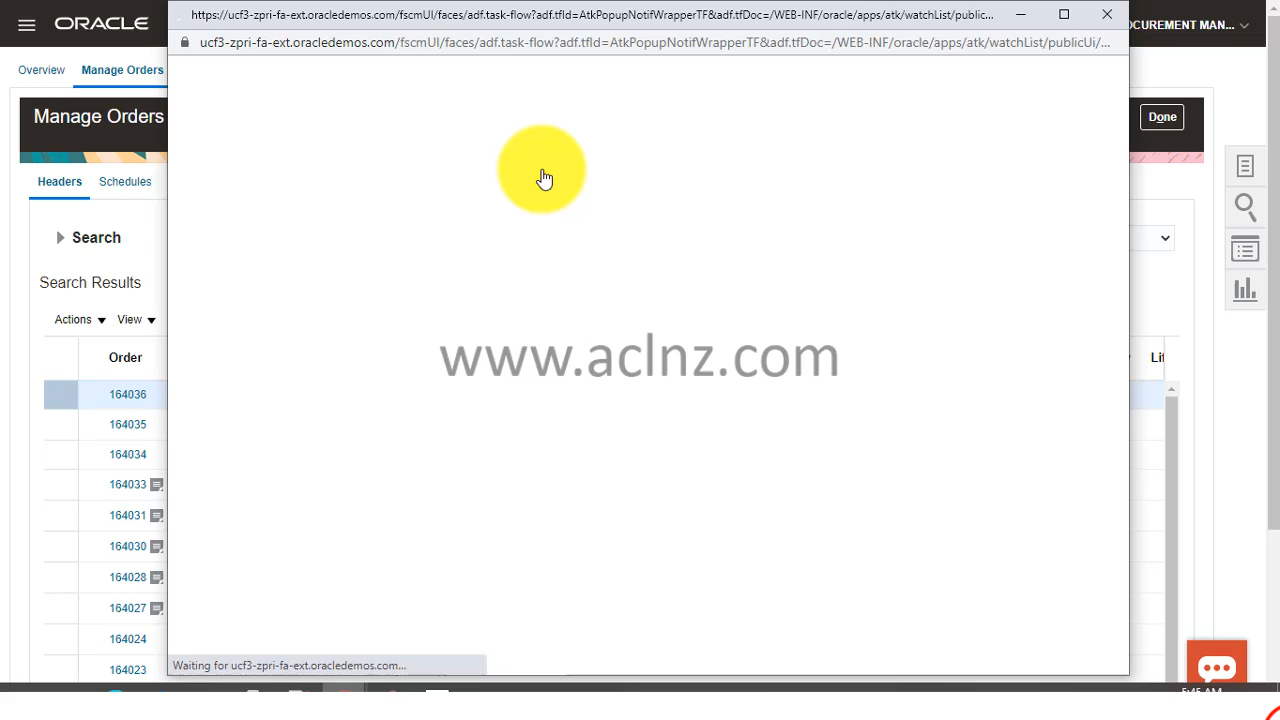 https://ucf3-zpri-fa-ext.oracledemos.com/fscmUI/faces/adf.task-flow?adf.tfId=AtkPopupNotifWrapperTF&adf.tfDoc=/WEB-INF/oracle/apps/atk/watchList/public...
ORACLE
OCUREMENT MAN...
ucf3-zpri-fa-ext.oracledemos.com/fscmUI/faces/adf.task-flow?adf.tfId=AtkPopupNotifWrapperTF&adf.tfDoc=/WEB-INF/oracle/apps/atk/watchList/publicUi/...
Overview
Manage Orders
Manage Orders
Done
Headers
Schedules
Search
Search Results
Actions
View
www.aclnz.com
Order
164036
164035
164034
164033
164031
164030
164028
164027
164024
164023
Waiting for ucf3-zpri-fa-ext.oracledemos.com...